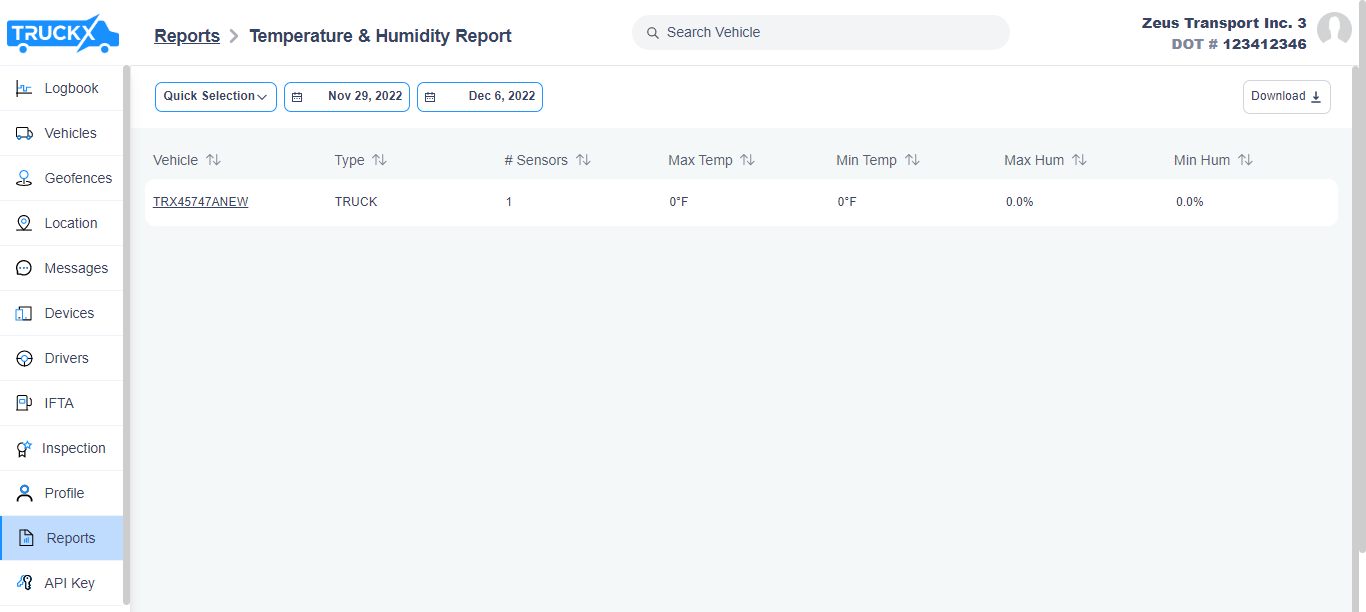 TRUCKX
Reports > Temperature & Humidity Report
Search Vehicle
Zeus Transport Inc. 3
DOT # 123412346
Logbook
Vehicles
Geofences
Location
Messages
Devices
Drivers
IFTA
Inspection
Profile
Reports
API Key
Quick Selection
Nov 29, 2022
Dec 6, 2022
Download
Vehicle Type # Sensors Max Temp Min Temp Max Hum Min Hum
TRX45747ANEW TRUCK 1 0°F 0°F 0.0% 0.0%